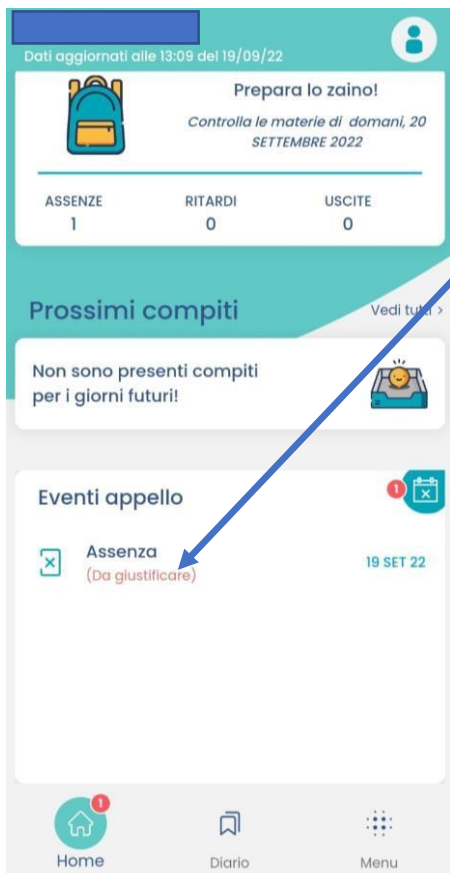 Dati aggiornati alle 13:09 del 19/09/22
Prepara lo zaino!
Controlla le materie di domani, 20
SETTEMBRE 2022
ASSENZE RITARDI USCITE
1 0 0
Prossimi compiti Vedi tutti >
Non sono presenti compiti
per i giorni futuri!
Eventi appello 1
Assenza 19 SET 22
(Da giustificare)
1
Home Diario Menu